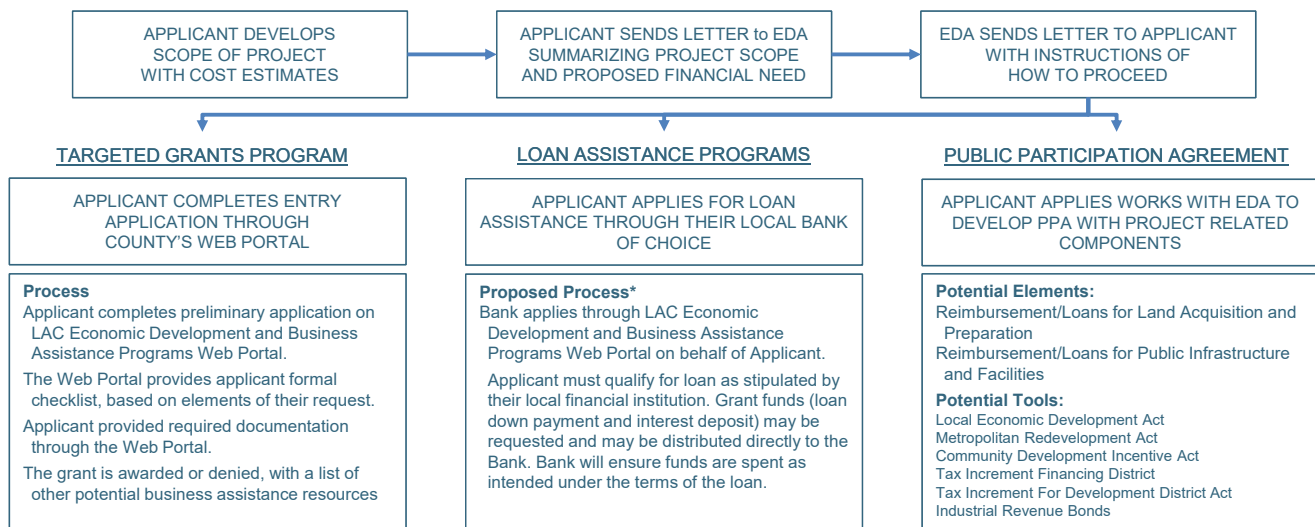 APPLICANT DEVELOPS
SCOPE OF PROJECT
WITH COST ESTIMATES
APPLICANT SENDS LETTER to EDA
SUMMARIZING PROJECT SCOPE
AND PROPOSED FINANCIAL NEED
EDA SENDS LETTER TO APPLICANT
WITH INSTRUCTIONS OF
HOW TO PROCEED
TARGETED GRANTS PROGRAM
APPLICANT COMPLETES ENTRY
APPLICATION THROUGH
COUNTY'S WEB PORTAL
Process
Applicant completes preliminary application on
LAC Economic Development and Business
Assistance Programs Web Portal.
The Web Portal provides applicant formal
checklist, based on elements of their request.
Applicant provided required documentation
through the Web Portal.
The grant is awarded or denied, with a list of
other potential business assistance resources
LOAN ASSISTANCE PROGRAMS
APPLICANT APPLIES FOR LOAN
ASSISTANCE THROUGH THEIR LOCAL BANK
OF CHOICE
Proposed Process*
Bank applies through LAC Economic
Development and Business Assistance
Programs Web Portal on behalf of Applicant.
Applicant must qualify for loan as stipulated by
their local financial institution. Grant funds (loan
down payment and interest deposit) may be
requested and may be distributed directly to the
Bank. Bank will ensure funds are spent as
intended under the terms of the loan.
PUBLIC PARTICIPATION AGREEMENT
APPLICANT APPLIES WORKS WITH EDA TO
DEVELOP PPA WITH PROJECT RELATED
COMPONENTS
Potential Elements:
Reimbursement/Loans for Land Acquisition and
Preparation
Reimbursement/Loans for Public Infrastructure
and Facilities
Potential Tools:
Local Economic Development Act
Metropolitan Redevelopment Act
Community Development Incentive Act
Tax Increment Financing District
Tax Increment For Development District Act
Industrial Revenue Bonds